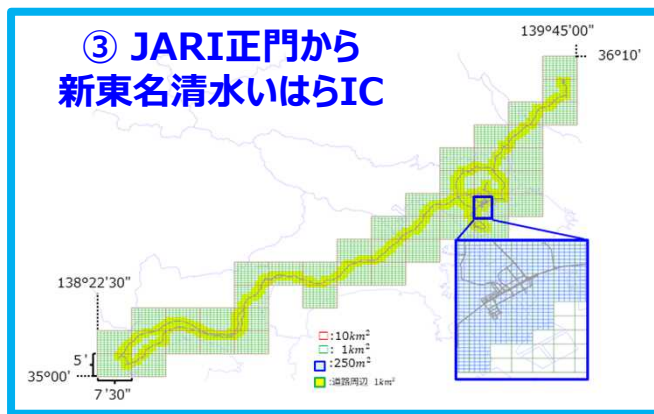 ③ JARI正門から
新東名清水いはらIC
139°45'00"
36°10'
138°22'30"
5'
35°00'
7'30"
:10km²
: 1km²
:250m²
:道路周辺 1km²